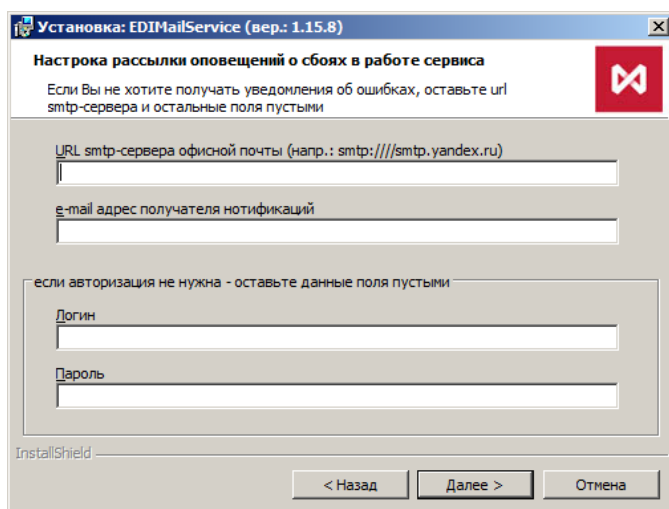 Установка: EDIMailService (вер.: 1.15.8)
Настрока рассылки оповещений о сбоях в работе сервиса
Если Вы не хотите получать уведомления об ошибках, оставьте url
smtp-сервера и остальные поля пустыми
URL smtp-сервера офисной почты (напр.: smtp:////smtp.yandex.ru)
e-mail адрес получателя нотификаций
если авторизация не нужна - оставьте данные поля пустыми
Логин
Пароль
InstallShield
< Назад
Далее >
Отмена